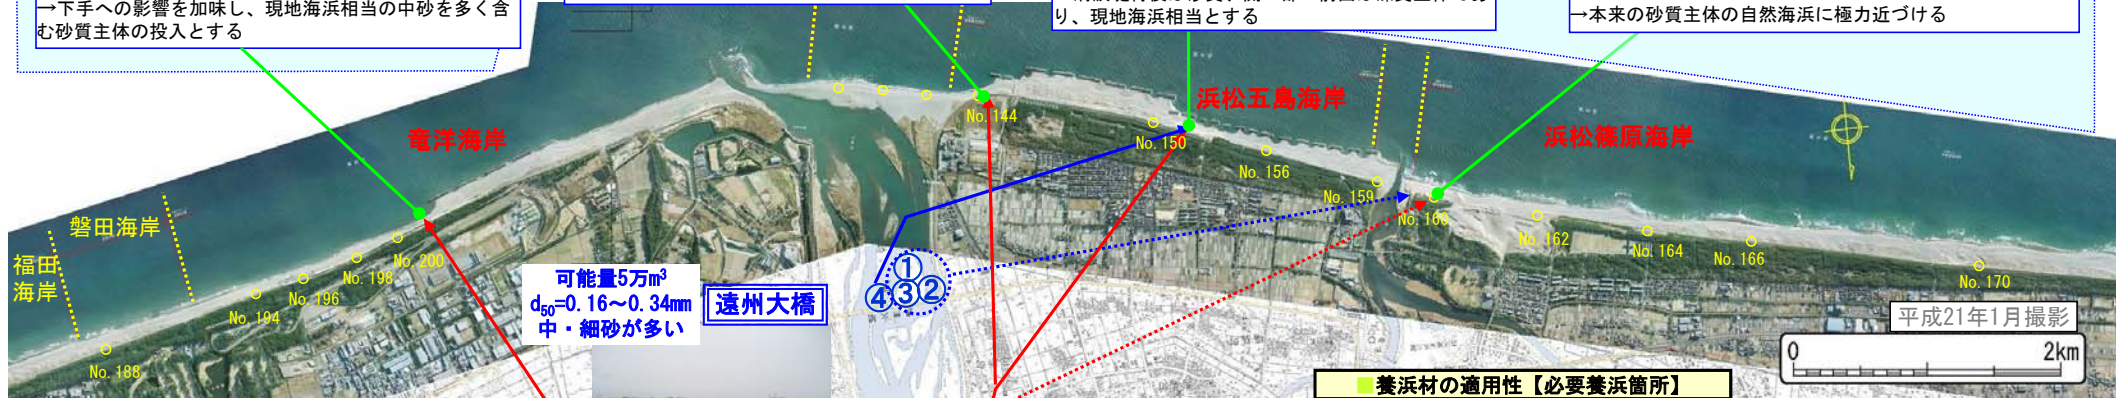 →下手への影響を加味し、現地海浜相当の中砂を多く含
む砂質主体の投入とする
り、現地海浜相当とする
→本来の砂質主体の自然海浜に極力近づける
竜洋海岸
浜松五島海岸
浜松篠原海岸
磐田海岸
福田
海岸
No.144
No.150
No.156
No.159
No.160
No.162
No.164
No.166
No.170
No.200
No.198
No.196
No.194
No.188
可能量5万m³
d₅₀=0.16～0.34mm
中・細砂が多い
遠州大橋
①
②
③
④
平成21年1月撮影
0 2km
養浜材の適用性【必要養浜箇所】